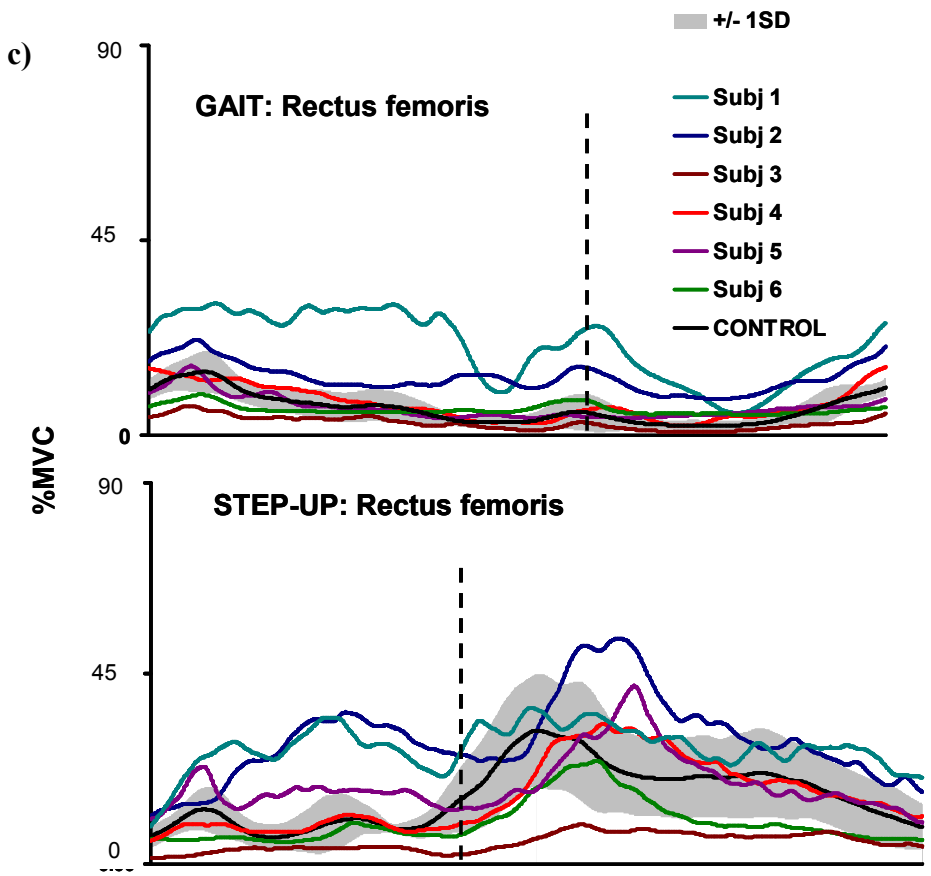 +/- 1SD
c)
90
GAIT: Rectus femoris
Subj 1
Subj 2
Subj 3
45
Subj 4
Subj 5
Subj 6
CONTROL
0
%MVC
90
STEP-UP: Rectus femoris
45
0